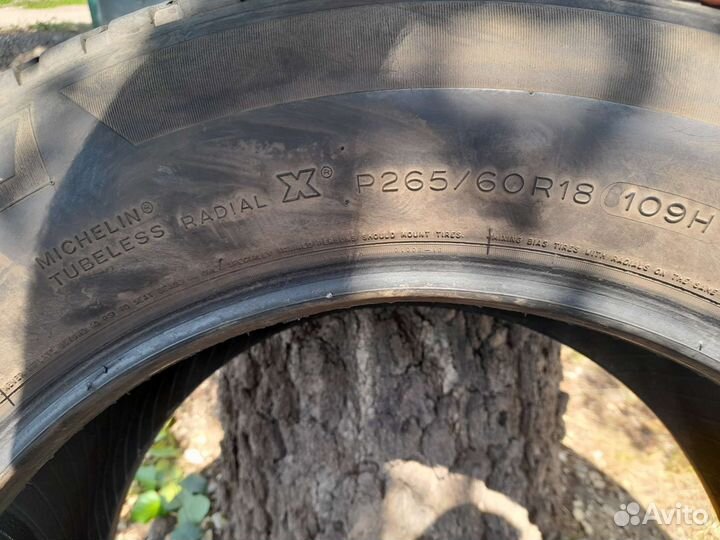 MICHELIN®
TUBELESS RADIAL X® P265/60R18 109H
SHOULD MOUNT TIRES.
MIXING BIAS TIRES WITH RADIALS ON THE SAME
Avito